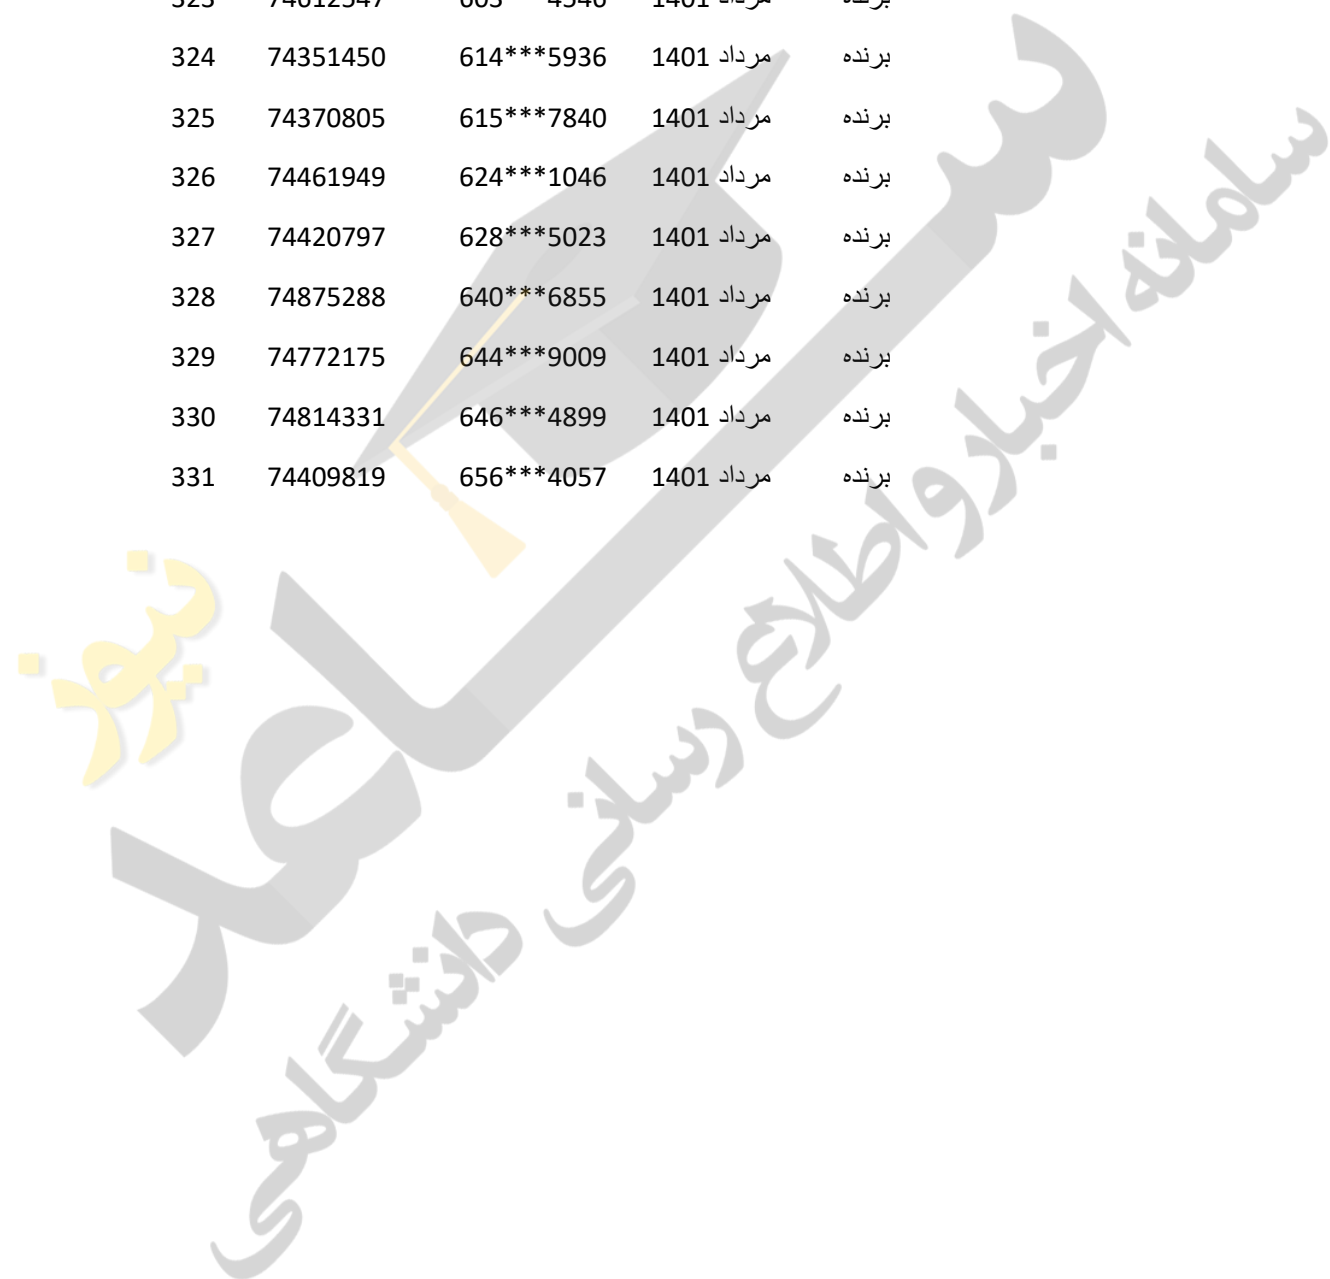 324 74351450 614***5936 مرداد 1401 برنده
325 74370805 615***7840 مرداد 1401 برنده
326 74461949 624***1046 مرداد 1401 برنده
327 74420797 628***5023 مرداد 1401 برنده
328 74875288 640***6855 مرداد 1401 برنده
329 74772175 644***9009 مرداد 1401 برنده
330 74814331 646***4899 مرداد 1401 برنده
331 74409819 656***4057 مرداد 1401 برنده
ساعد نیوز
سامانه اخبار و اطلاع رسانی دانشگاهی